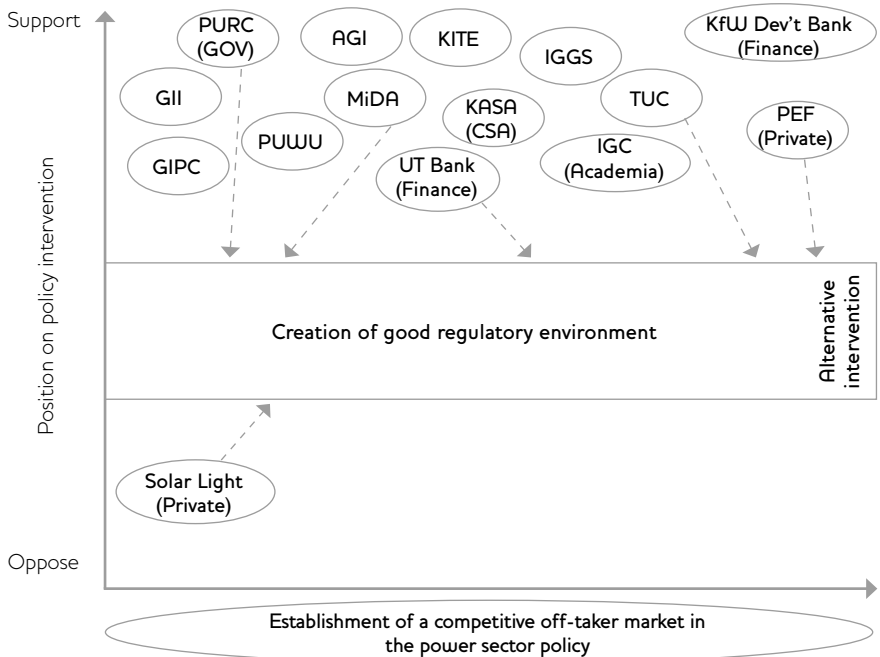 Support
PURC
(GOV)
AGI
KITE
IGGS
KfW Dev't Bank
(Finance)
GII
MiDA
KASA
(CSA)
TUC
PEF
(Private)
PUWU
GIPC
UT Bank
(Finance)
IGC
(Academia)
Position on policy intervention
Creation of good regulatory environment
Alternative
intervention
Solar Light
(Private)
Oppose
Establishment of a competitive off-taker market in
the power sector policy